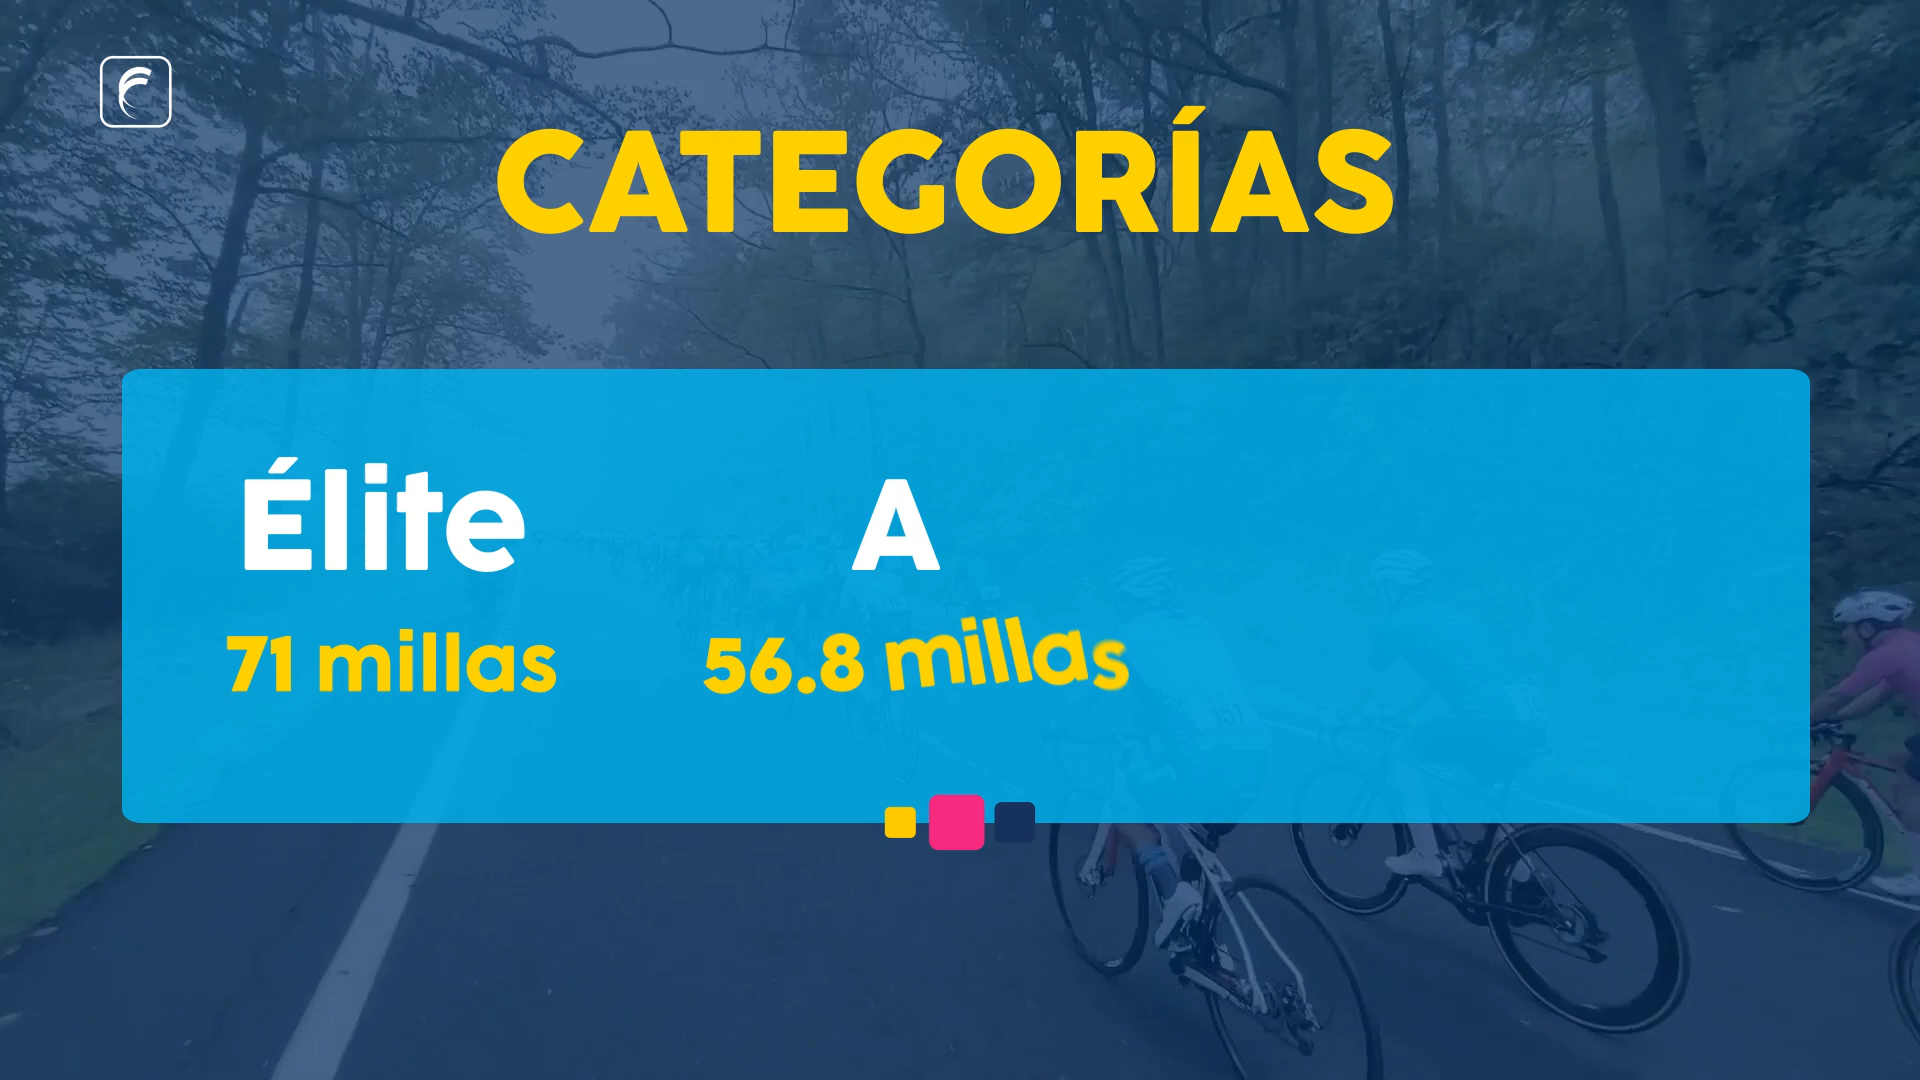 CATEGORÍAS
Élite
71 millas
A
56.8 millas